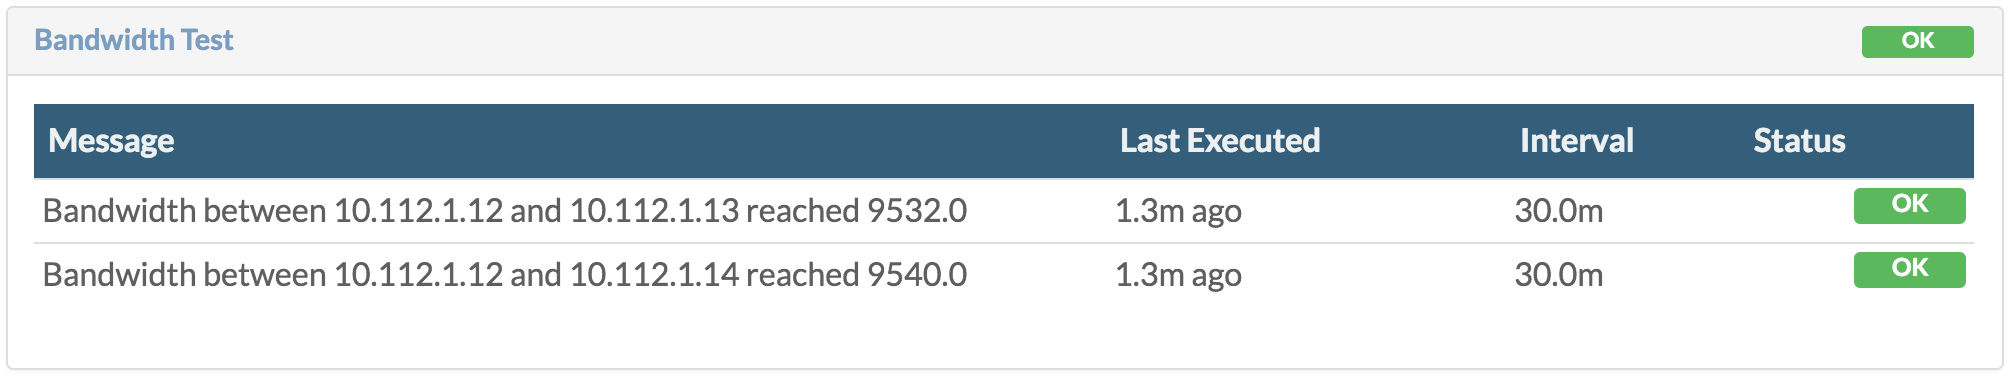 Bandwidth Test OK
Message Last Executed Interval Status
Bandwidth between 10.112.1.12 and 10.112.1.13 reached 9532.0 1.3m ago 30.0m OK
Bandwidth between 10.112.1.12 and 10.112.1.14 reached 9540.0 1.3m ago 30.0m OK